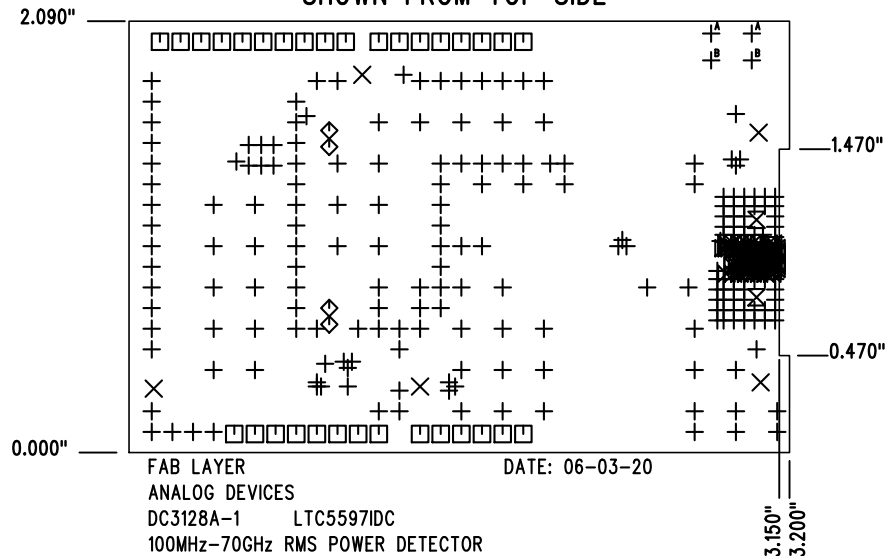 SHOWN FROM TOP SIDE
2.090"
A A
B B
1.470"
0.470"
0.000"
FAB LAYER DATE: 06-03-20
ANALOG DEVICES
DC3128A-1 LTC5597IDC
100MHz-70GHz RMS POWER DETECTOR
3.150"
3.200"